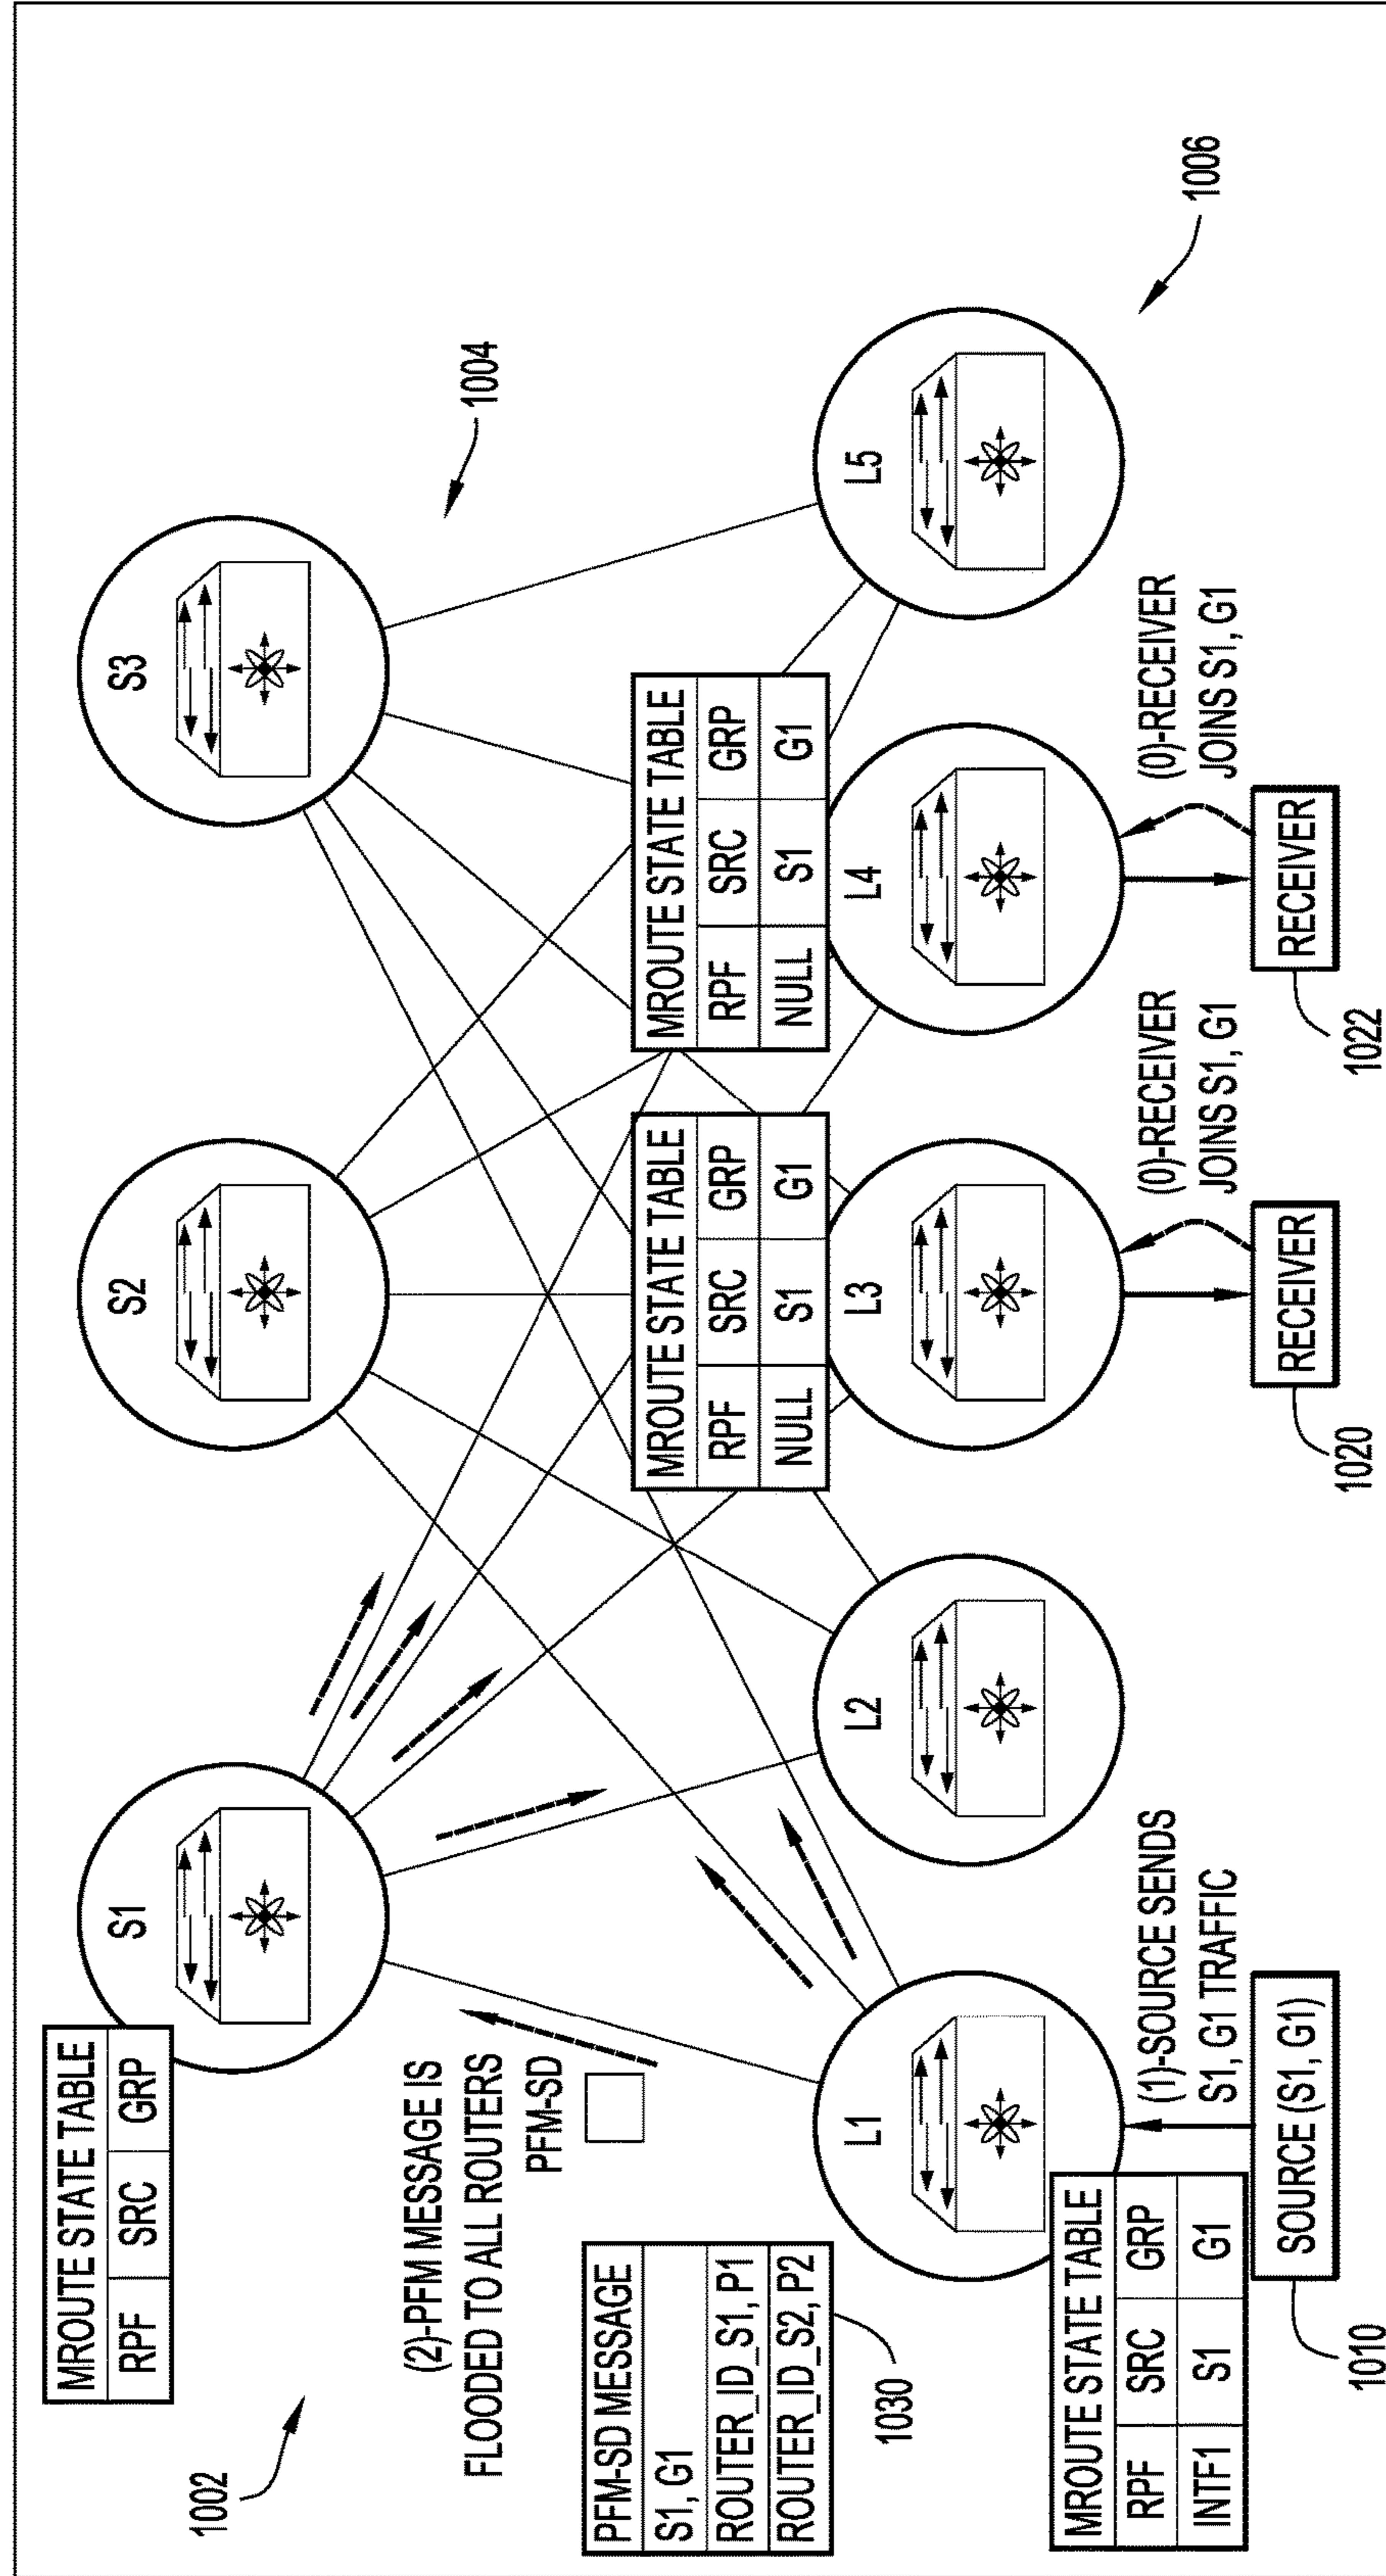 1002
MROUTE STATE TABLE
RPF SRC GRP
S1
S2
S3
1004
(2)-PFM MESSAGE IS
FLOODED TO ALL ROUTERS
PFM-SD
PFM-SD MESSAGE
S1, G1
ROUTER_ID_S1, P1
ROUTER_ID_S2, P2
1030
MROUTE STATE TABLE
RPF SRC GRP
NULL S1 G1
MROUTE STATE TABLE
RPF SRC GRP
NULL S1 G1
L1
L2
L3
L4
L5
1006
MROUTE STATE TABLE
RPF SRC GRP
INTF1 S1 G1
(1)-SOURCE SENDS
S1, G1 TRAFFIC
SOURCE (S1, G1)
1010
(0)-RECEIVER
JOINS S1, G1
RECEIVER
1020
(0)-RECEIVER
JOINS S1, G1
RECEIVER
1022